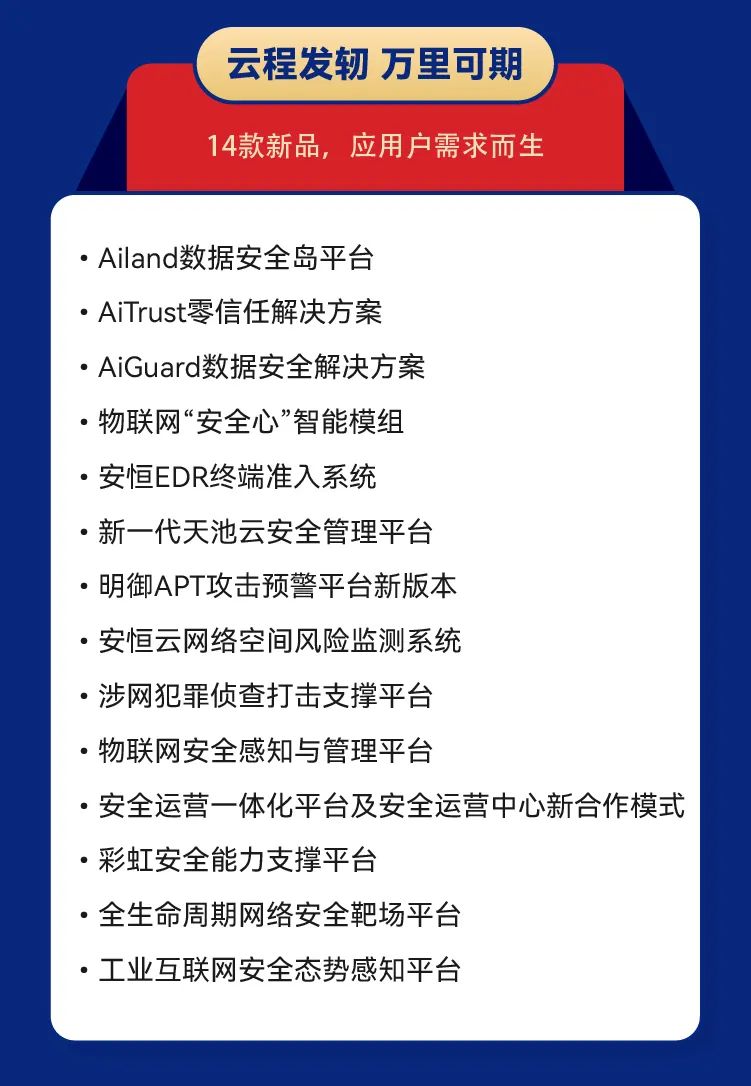 云程发轫 万里可期
14款新品，应用户需求而生
• Ailand数据安全岛平台
• AiTrust零信任解决方案
• AiGuard数据安全解决方案
• 物联网“安全心”智能模组
• 安恒EDR终端准入系统
• 新一代天池云安全管理平台
• 明御APT攻击预警平台新版本
• 安恒云网络空间风险监测系统
• 涉网犯罪侦查打击支撑平台
• 物联网安全感知与管理平台
• 安全运营一体化平台及安全运营中心新合作模式
• 彩虹安全能力支撑平台
• 全生命周期网络安全靶场平台
• 工业互联网安全态势感知平台